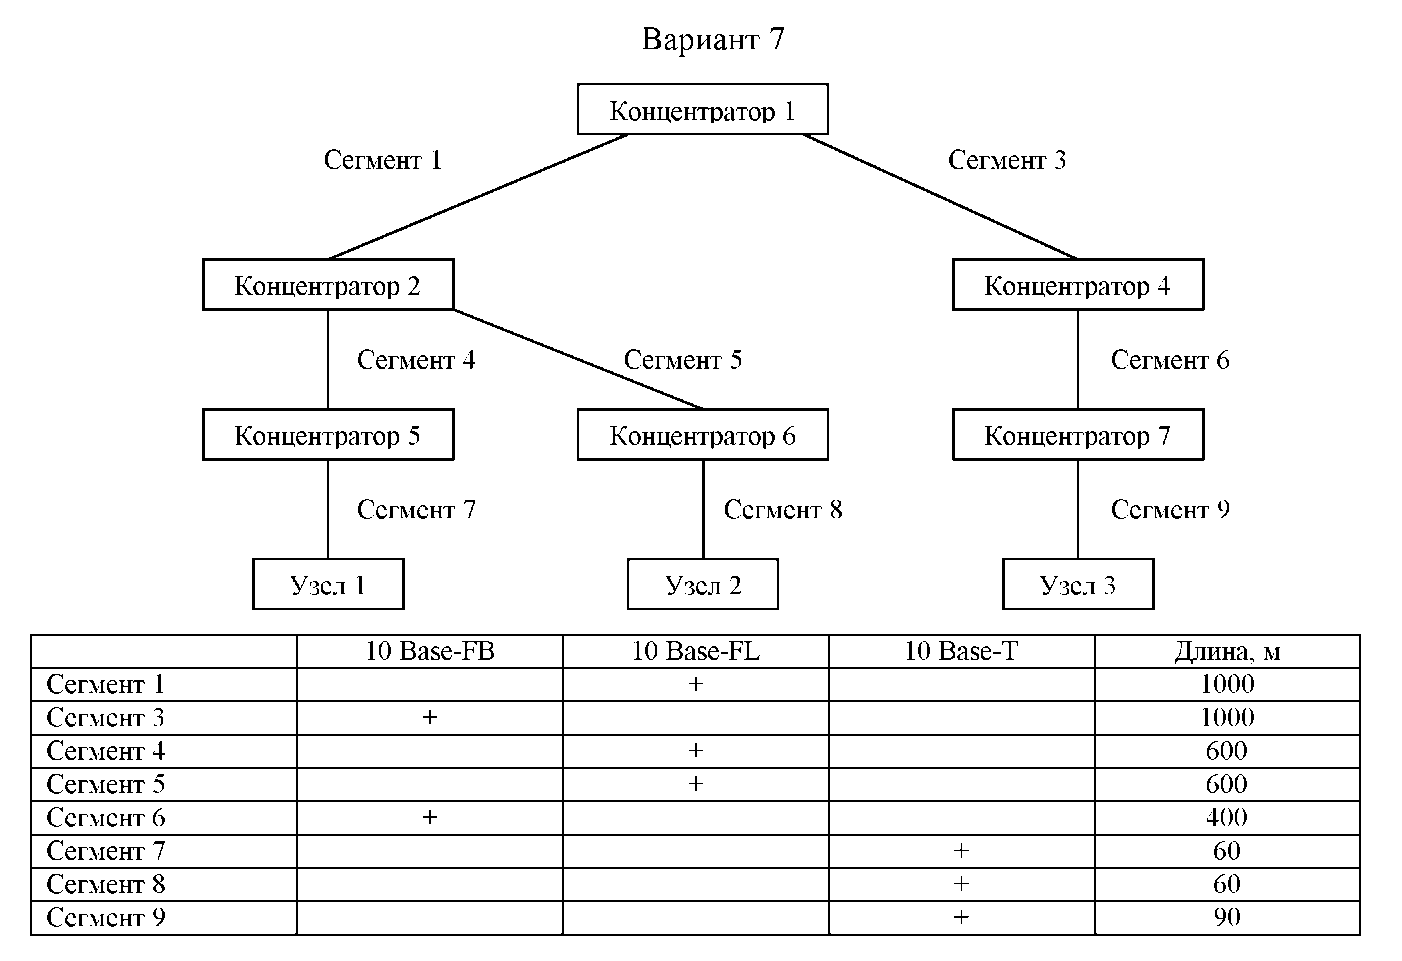 Вариант 7
Концентратор 1
Сегмент 1
Сегмент 3
Концентратор 2
Концентратор 4
Сегмент 4
Сегмент 5
Сегмент 6
Концентратор 5
Концентратор 6
Концентратор 7
Сегмент 7
Сегмент 8
Сегмент 9
Узел 1
Узел 2
Узел 3
10 Base-FB 10 Base-FL 10 Base-T Длина, м
Сегмент 1 + 1000
Сегмент 3 + 1000
Сегмент 4 + 600
Сегмент 5 + 600
Сегмент 6 + 400
Сегмент 7 + 60
Сегмент 8 + 60
Сегмент 9 + 90